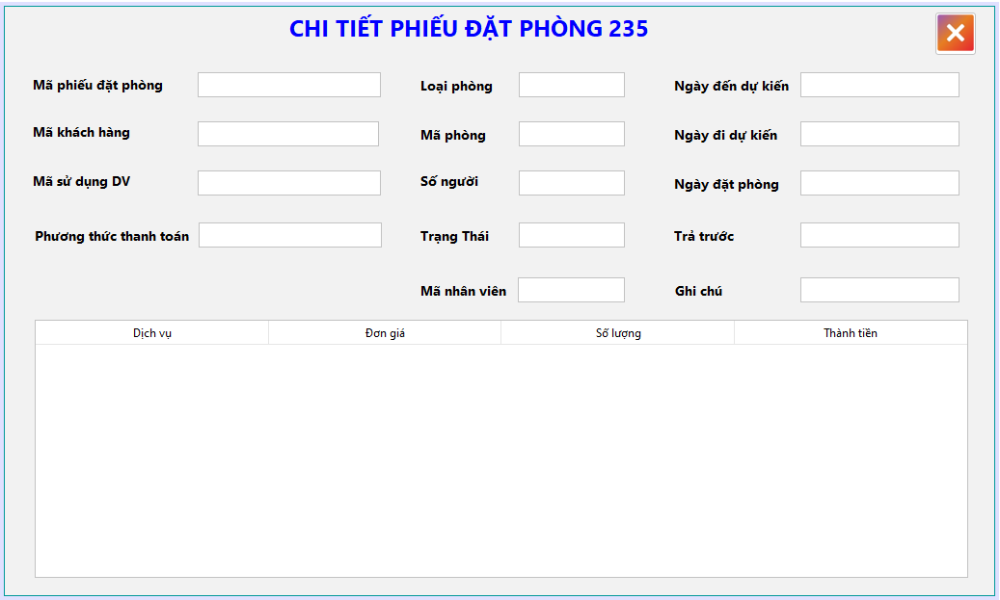 CHI TIẾT PHIẾU ĐẶT PHÒNG 235
Mã phiếu đặt phòng
Loại phòng
Ngày đến dự kiến
Mã khách hàng
Mã phòng
Ngày đi dự kiến
Mã sử dụng DV
Số người
Ngày đặt phòng
Phương thức thanh toán
Trạng Thái
Trả trước
Mã nhân viên
Ghi chú
Dịch vụ
Đơn giá
Số lượng
Thành tiền